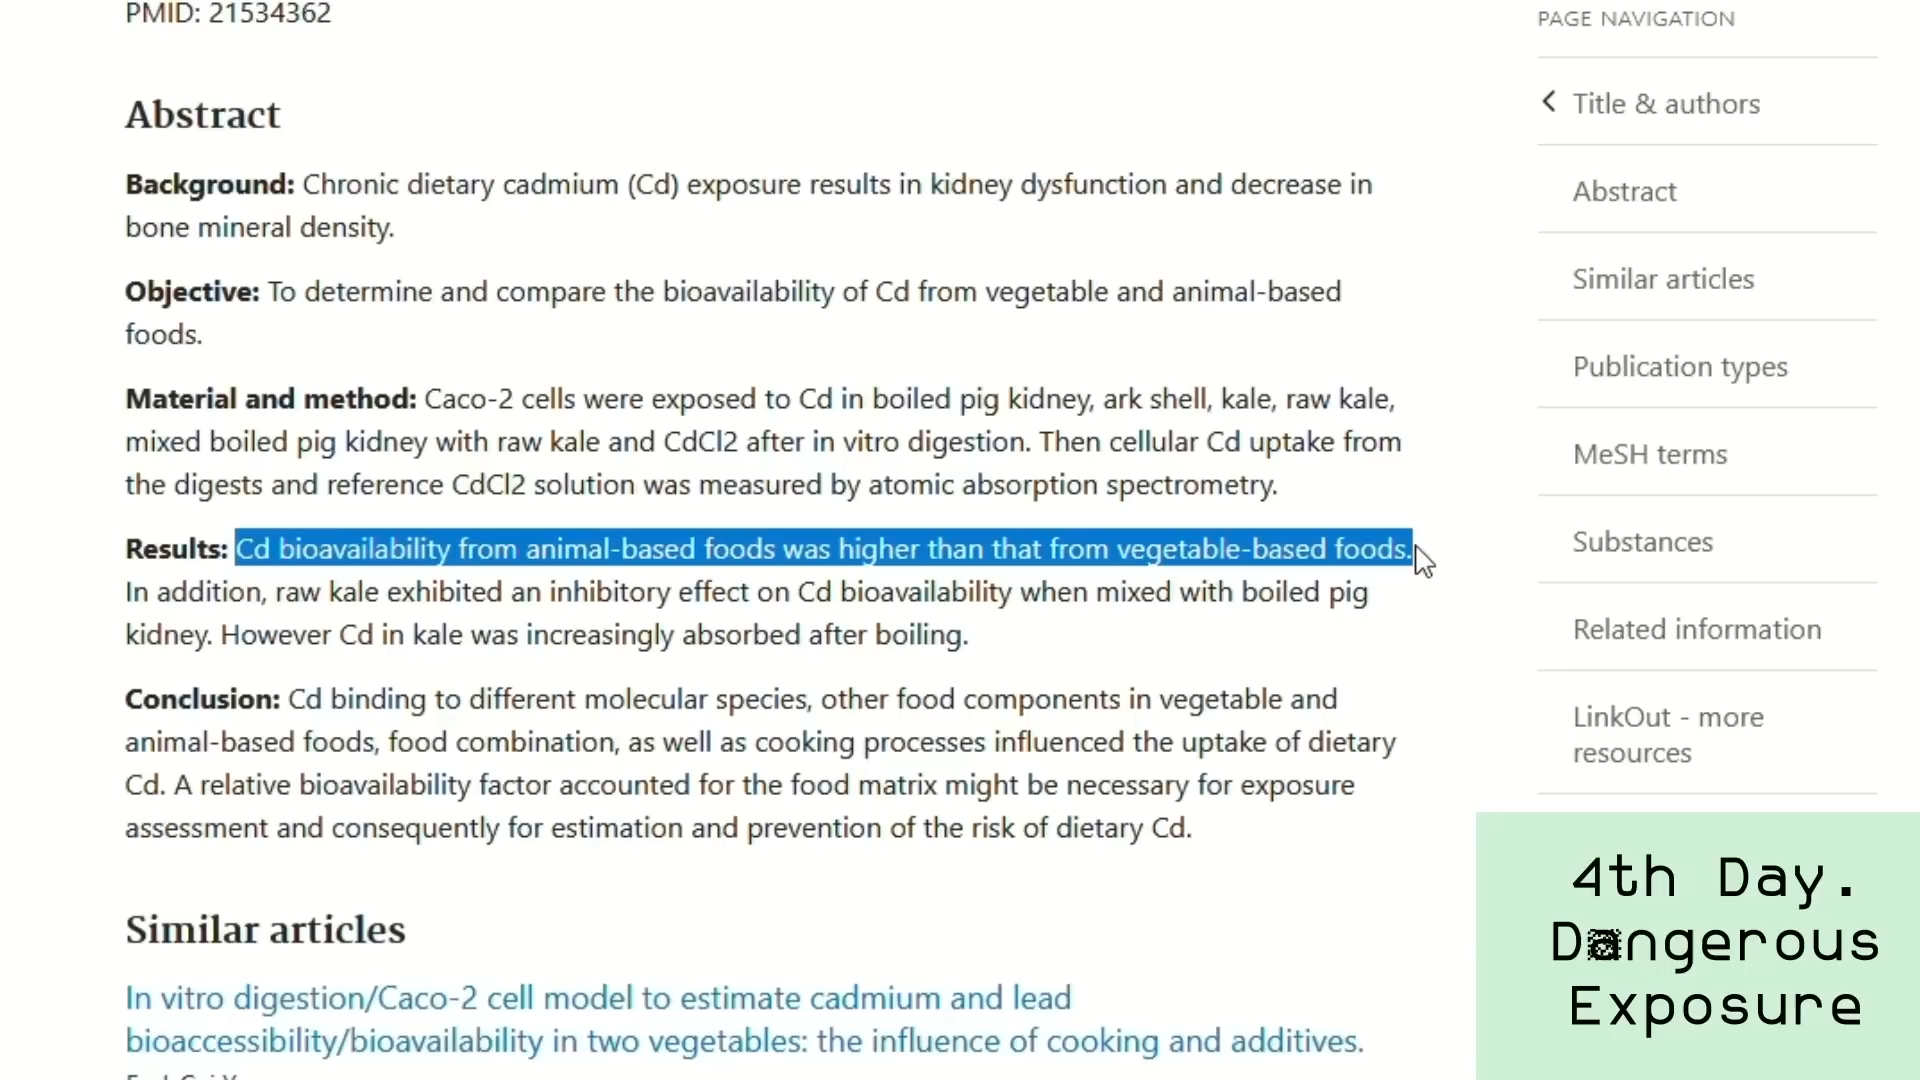 PMID: 21534362
Abstract
Background: Chronic dietary cadmium (Cd) exposure results in kidney dysfunction and decrease in
bone mineral density.
Objective: To determine and compare the bioavailability of Cd from vegetable and animal-based
foods.
Material and method: Caco-2 cells were exposed to Cd in boiled pig kidney, ark shell, kale, raw kale,
mixed boiled pig kidney with raw kale and CdCl2 after in vitro digestion. Then cellular Cd uptake from
the digests and reference CdCl2 solution was measured by atomic absorption spectrometry.
Results: Cd bioavailability from animal-based foods was higher than that from vegetable-based foods.
In addition, raw kale exhibited an inhibitory effect on Cd bioavailability when mixed with boiled pig
kidney. However Cd in kale was increasingly absorbed after boiling.
Conclusion: Cd binding to different molecular species, other food components in vegetable and
animal-based foods, food combination, as well as cooking processes influenced the uptake of dietary
Cd. A relative bioavailability factor accounted for the food matrix might be necessary for exposure
assessment and consequently for estimation and prevention of the risk of dietary Cd.
Similar articles
In vitro digestion/Caco-2 cell model to estimate cadmium and lead
bioaccessibility/bioavailability in two vegetables: the influence of cooking and additives.
PAGE NAVIGATION
Title & authors
Abstract
Similar articles
Publication types
MeSH terms
Substances
Related information
LinkOut - more
resources
4th Day.
Dangerous
Exposure